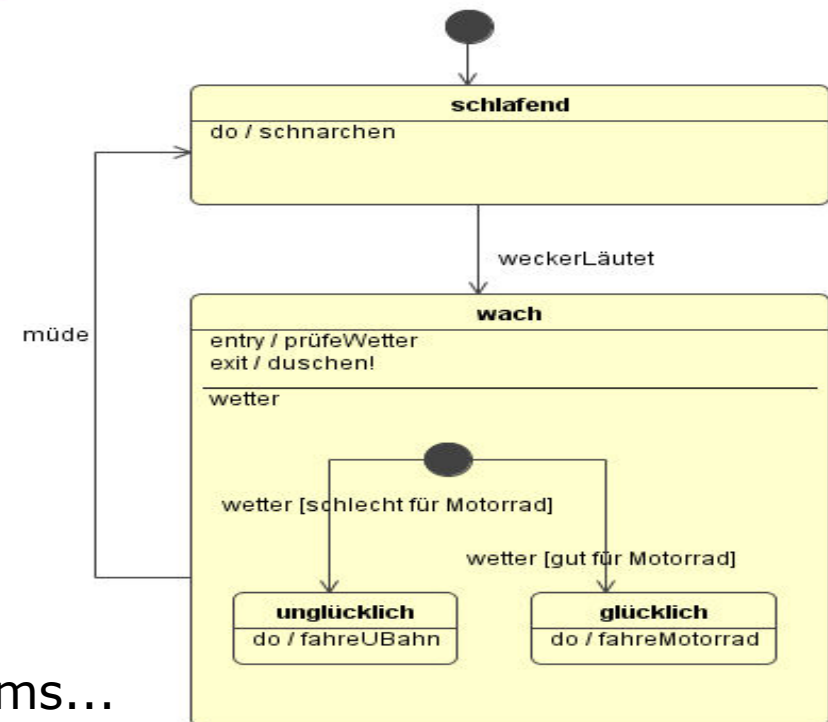 schlafend
do / schnarchen
weckerLäutet
müde
wach
entry / prüfeWetter
exit / duschen!
wetter
wetter [schlecht für Motorrad]
wetter [gut für Motorrad]
unglücklich
do / fahreUBahn
glücklich
do / fahreMotorrad
ms...